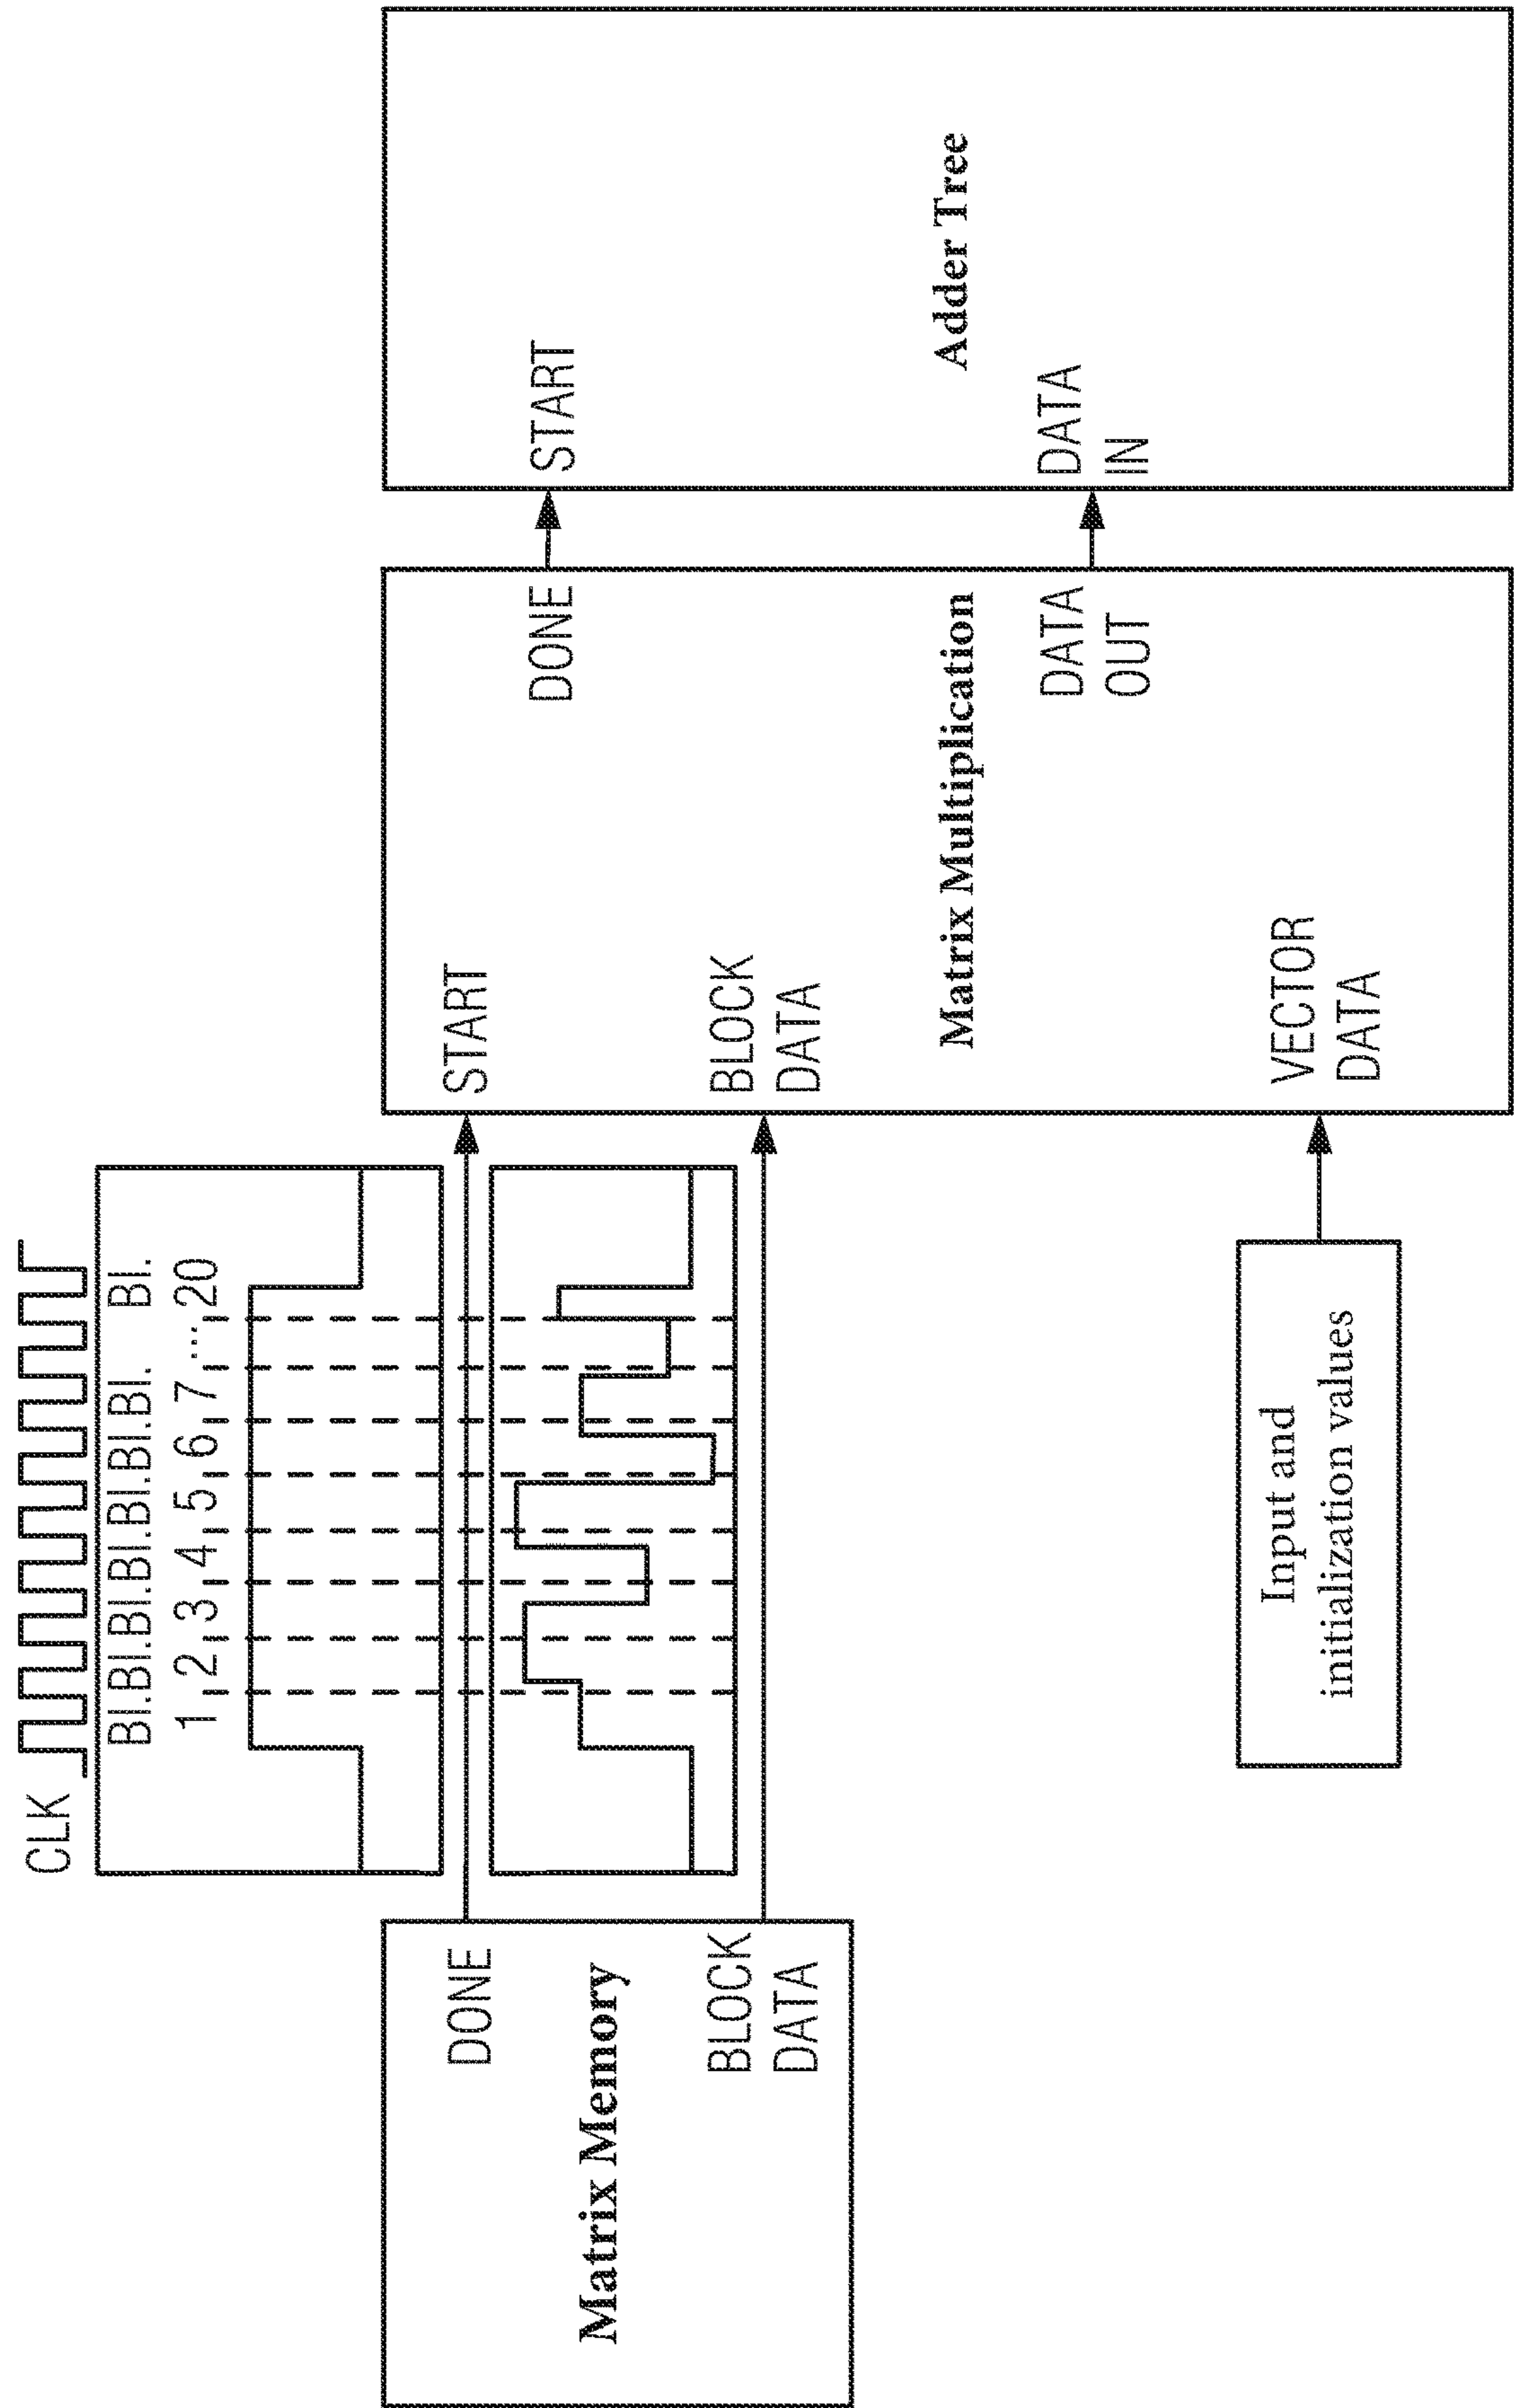 CLK
BI.BI.BI.BI.BI.BI.BI. BI.
1,2,3,4,5,6,7,...,20
DONE
Matrix Memory
BLOCK
DATA
START
BLOCK
DATA
Matrix Multiplication
VECTOR
DATA
DONE
DATA
OUT
START
Adder Tree
DATA
IN
Input and
initialization values